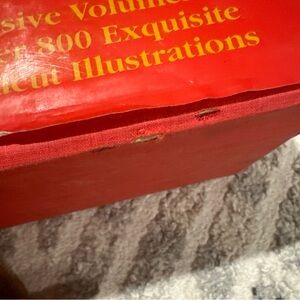 sive Volume
800 Exquisite
cut Illustrations